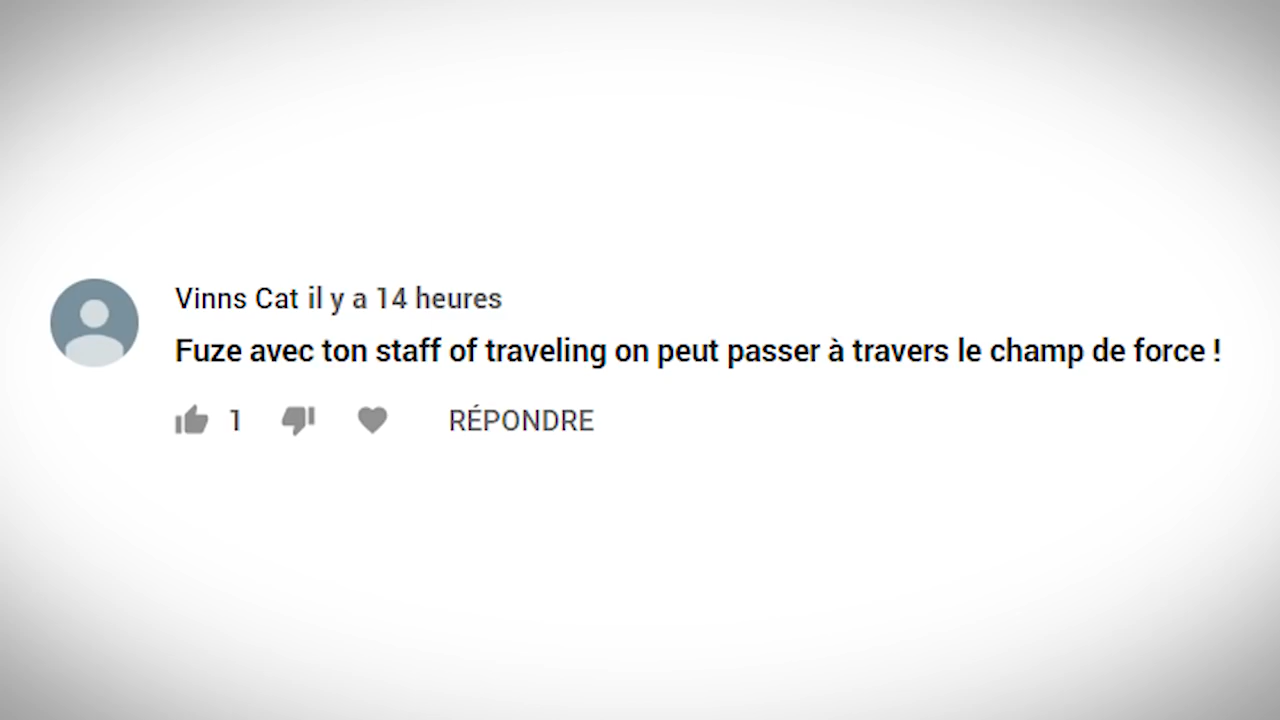 Vinns Cat il y a 14 heures
Fuze avec ton staff of traveling on peut passer à travers le champ de force !
1 RÉPONDRE